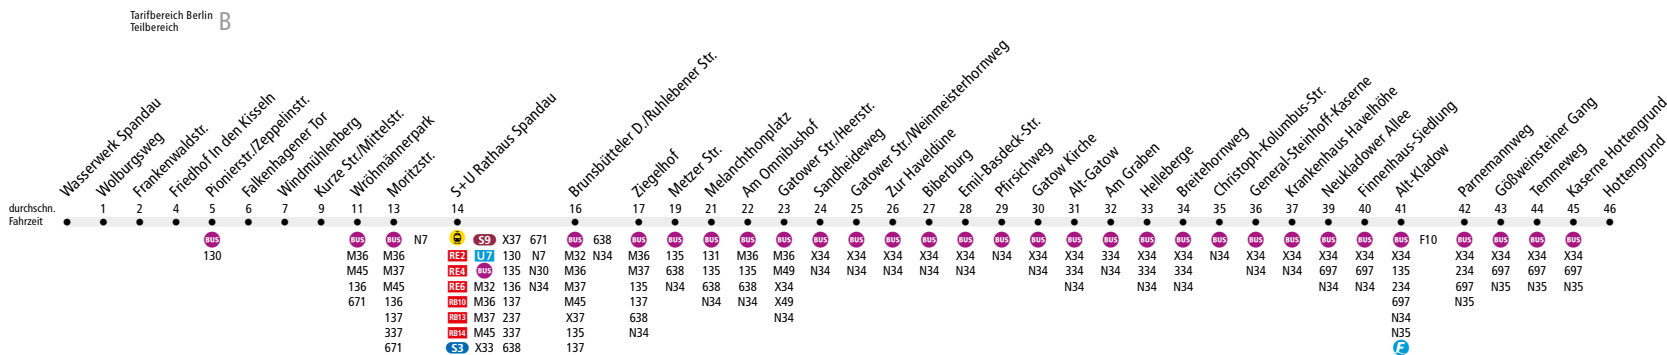 Tarifbereich Berlin B
Teilbereich
Wasserwerk Spandau
Wolburgsweg
Frankenwaldstr.
Friedhof In den Kisseln
Pionierstr./Zeppelinstr.
Falkenhagener Tor
Windmühlenberg
Kurze Str./Mittelstr.
Wröhmännerpark
Moritzstr.
S+U Rathaus Spandau
Brunsbütteler D./Ruhlebener Str.
Ziegelhof
Metzer Str.
Melanchthonplatz
Am Omnibushof
Gatower Str./Heerstr.
Sandheideweg
Gatower Str./Weinmeisterhornweg
Zur Haveldüne
Biberburg
Emil-Basdeck-Str.
Pfirsichweg
Gatow Kirche
Alt-Gatow
Am Graben
Helleberge
Breitehornweg
Christoph-Kolumbus-Str.
General-Steinhoff-Kaserne
Krankenhaus Havelhöhe
Neukladower Allee
Finnenhaus-Siedlung
Alt-Kladow
Parnemannweg
Gößweinsteiner Gang
Temmeweg
Kaserne Hottengrund
Hottengrund
durchschn. 1 2 4 5 6 7 9 11 13 14 16 17 19 21 22 23 24 25 26 27 28 29 30 31 32 33 34 35 36 37 39 40 41 42 43 44 45 46
Fahrzeit
BUS BUS BUS N7 S9 X37 671 BUS 638 BUS BUS BUS BUS BUS BUS BUS BUS BUS BUS BUS BUS BUS BUS BUS BUS BUS BUS BUS BUS BUS BUS F10 BUS BUS BUS BUS
130 M36 M36 RE2 U7 130 N7 M32 N34 M36 135 131 M36 M36 X34 X34 X34 X34 X34 N34 X34 X34 334 X34 X34 N34 X34 X34 X34 X34 X34 X34 X34 X34 X34
M45 M37 RE4 BUS 135 N30 M36 M37 638 135 135 M49 N34 N34 N34 N34 N34 N34 334 N34 334 334 N34 N34 697 697 135 234 697 697 697
136 M45 RE6 M32 136 N34 M37 135 N34 638 638 X34 N34 N34 N34 N34 N34 234 697 N35 N35 N35
671 136 RB10 M36 137 M45 137 N34 N34 X49 697 N35
137 RB13 M37 237 X37 638 N34 N34
337 RB14 M45 337 135 N34 N35
671 S3 X33 638 137 F